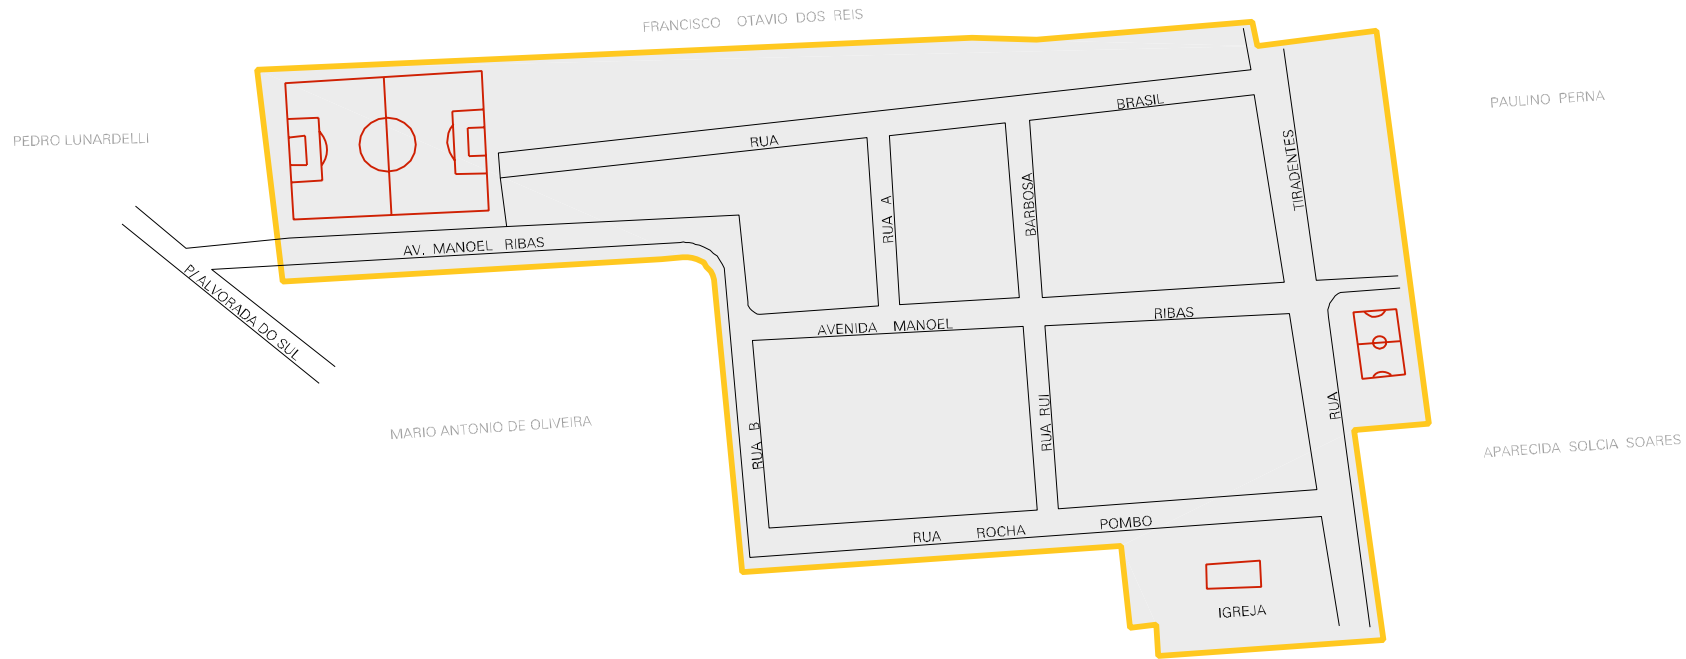 FRANCISCO OTAVIO DOS REIS
PEDRO LUNARDELLI
PAULINO PERNA
RUA BRASIL
TIRADENTES
RUA A
BARBOSA
AV. MANOEL RIBAS
P/ ALVORADA DO SUL
AVENIDA MANOEL RIBAS
MARIO ANTONIO DE OLIVEIRA
RUA B
RUA RUI
RUA
APARECIDA SOLCIA SOARES
RUA ROCHA POMBO
IGREJA